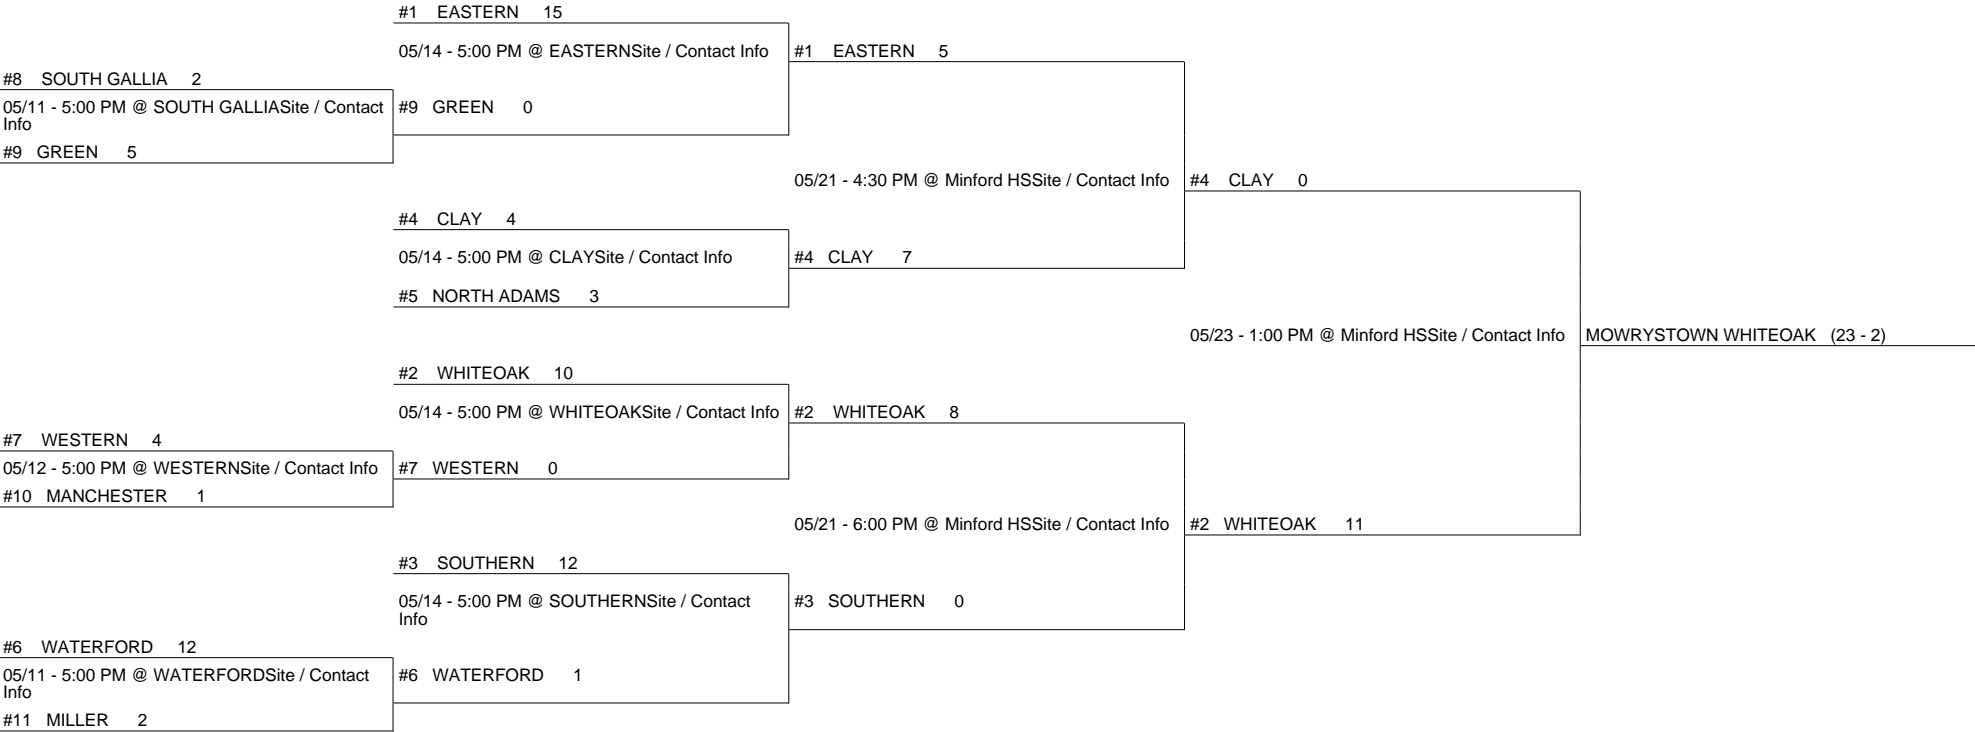 #1 EASTERN 15
05/14 - 5:00 PM @ EASTERNSite / Contact Info
#1 EASTERN 5
#8 SOUTH GALLIA 2
05/11 - 5:00 PM @ SOUTH GALLIASite / Contact
Info
#9 GREEN 0
#9 GREEN 5
05/21 - 4:30 PM @ Minford HSSite / Contact Info
#4 CLAY 0
#4 CLAY 4
05/14 - 5:00 PM @ CLAYSite / Contact Info
#4 CLAY 7
#5 NORTH ADAMS 3
05/23 - 1:00 PM @ Minford HSSite / Contact Info
MOWRYSTOWN WHITEOAK (23 - 2)
#2 WHITEOAK 10
05/14 - 5:00 PM @ WHITEOAKSite / Contact Info
#2 WHITEOAK 8
#7 WESTERN 4
05/12 - 5:00 PM @ WESTERNSite / Contact Info
#7 WESTERN 0
#10 MANCHESTER 1
05/21 - 6:00 PM @ Minford HSSite / Contact Info
#2 WHITEOAK 11
#3 SOUTHERN 12
05/14 - 5:00 PM @ SOUTHERNSite / Contact
Info
#3 SOUTHERN 0
#6 WATERFORD 12
05/11 - 5:00 PM @ WATERFORDSite / Contact
Info
#6 WATERFORD 1
#11 MILLER 2